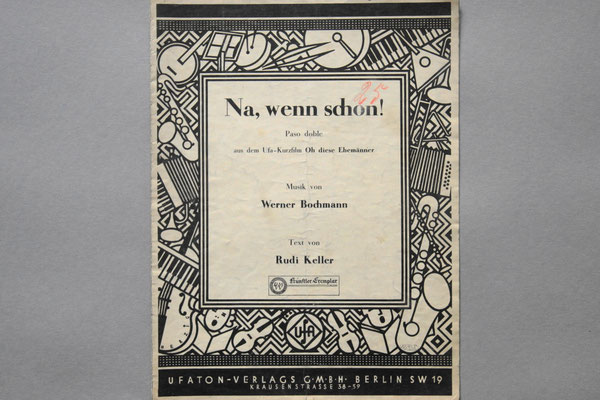 Na, wenn schon!
25
Paso doble
aus dem Ufa-Kurzfilm Oh diese Ehemänner
Musik von
Werner Bochmann
Text von
Rudi Keller
Künstler-Exemplar
UFA
UFATON-VERLAGS G·M·B·H· BERLIN SW 19
KRAUSENSTRASSE 38-39